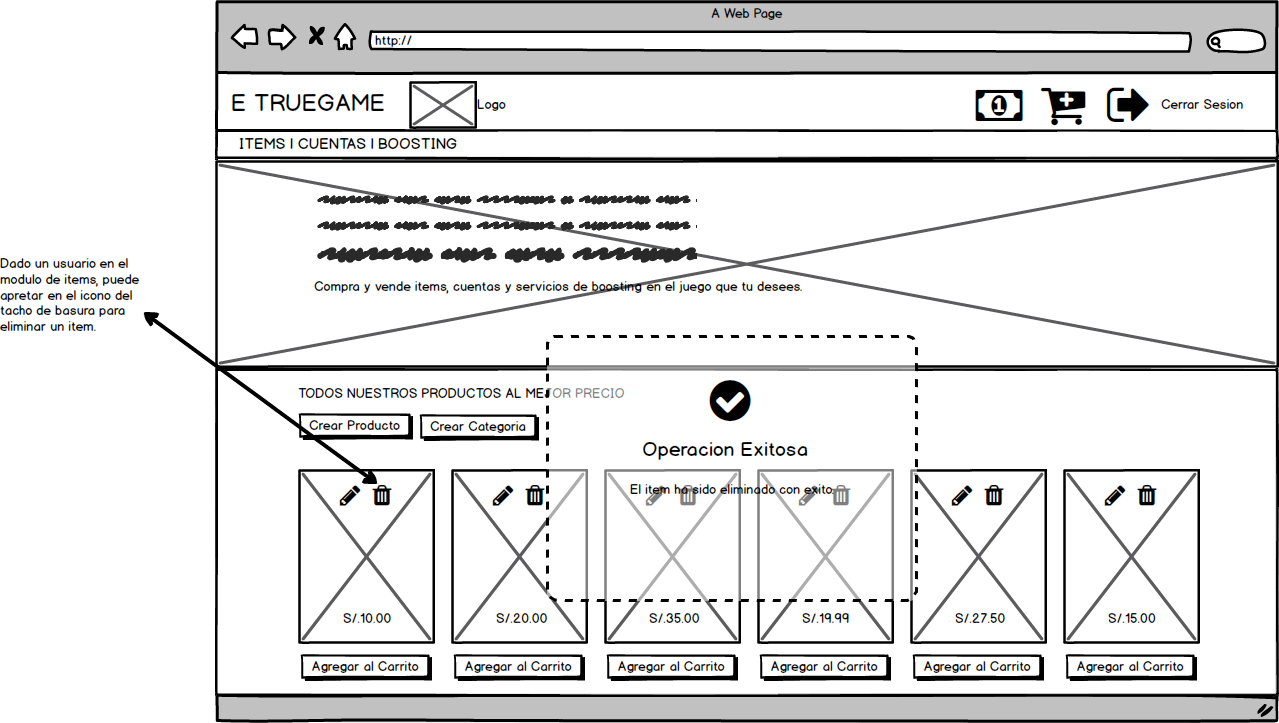 A Web Page
http://
E TRUEGAME
Logo
1
Cerrar Sesion
ITEMS | CUENTAS | BOOSTING
Compra y vende items, cuentas y servicios de boosting en el juego que tu desees.
Dado un usuario en el
modulo de items, puede
apretar en el icono del
tacho de basura para
eliminar un item.
TODOS NUESTROS PRODUCTOS AL MEJOR PRECIO
Crear Producto
Crear Categoria
Operacion Exitosa
El item ha sido eliminado con exito.
S/.10.00
S/.20.00
S/.35.00
S/.19.99
S/.27.50
S/.15.00
Agregar al Carrito
Agregar al Carrito
Agregar al Carrito
Agregar al Carrito
Agregar al Carrito
Agregar al Carrito